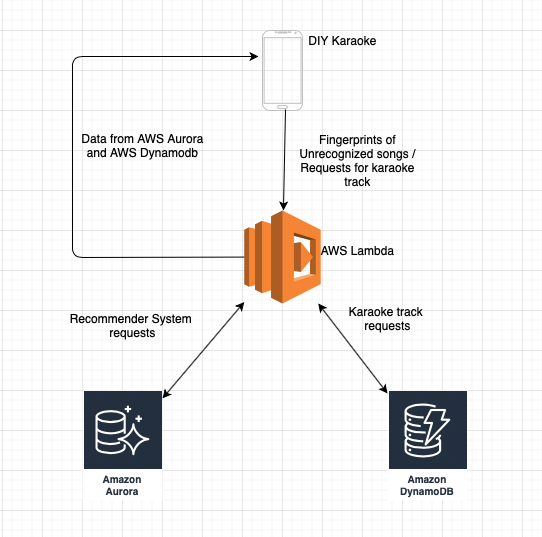 DIY Karaoke
Data from AWS Aurora
and AWS Dynamodb
Fingerprints of
Unrecognized songs /
Requests for karaoke
track
AWS Lambda
Recommender System
requests
Karaoke track
requests
Amazon
Aurora
Amazon
DynamoDB